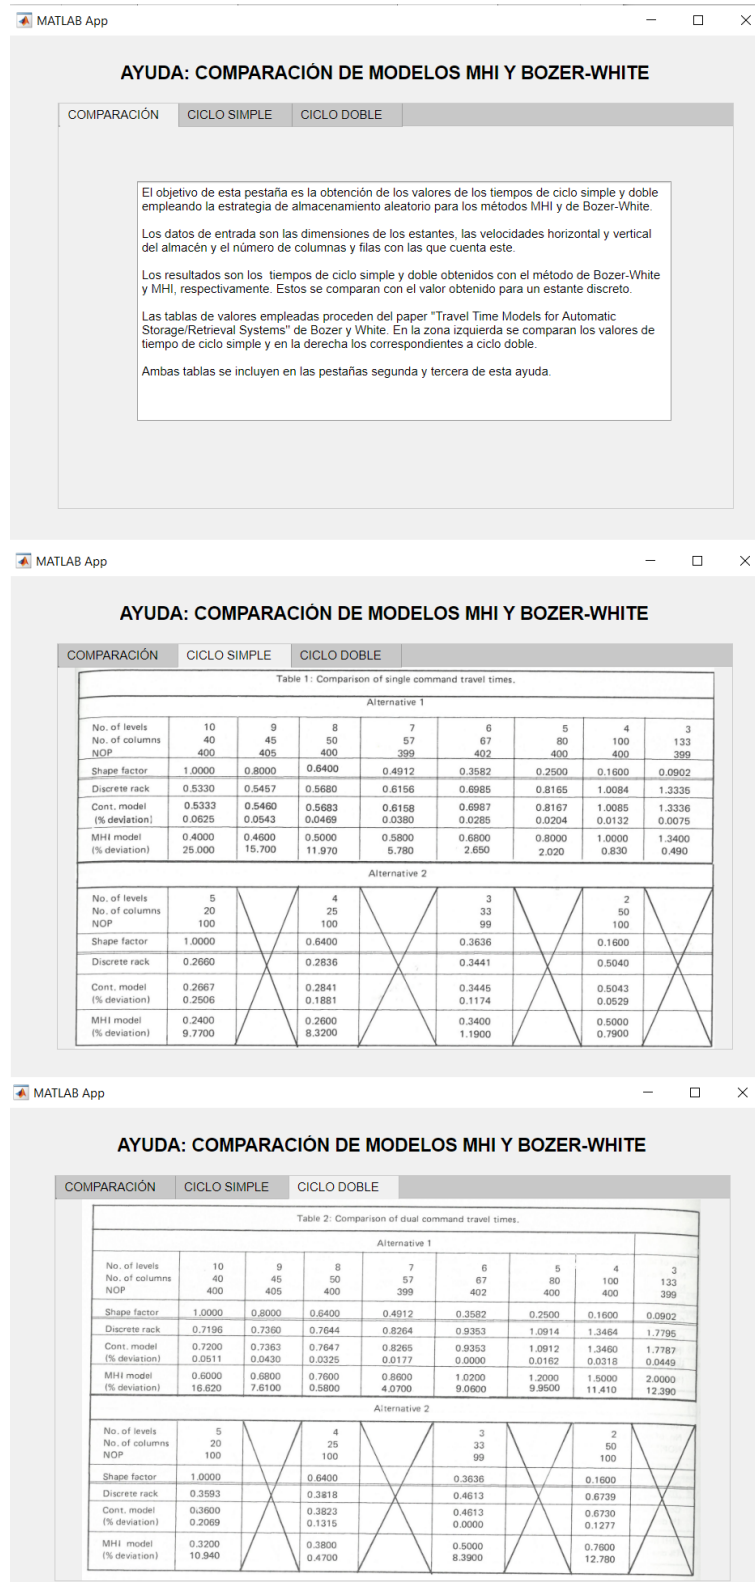 MATLAB App
AYUDA: COMPARACIÓN DE MODELOS MHI Y BOZER-WHITE
COMPARACIÓN CICLO SIMPLE CICLO DOBLE
El objetivo de esta pestaña es la obtención de los valores de los tiempos de ciclo simple y doble
empleando la estrategia de almacenamiento aleatorio para los métodos MHI y de Bozer-White.
Los datos de entrada son las dimensiones de los estantes, las velocidades horizontal y vertical
del almacén y el número de columnas y filas con las que cuenta este.
Los resultados son los tiempos de ciclo simple y doble obtenidos con el método de Bozer-White
y MHI, respectivamente. Estos se comparan con el valor obtenido para un estante discreto.
Las tablas de valores empleadas proceden del paper "Travel Time Models for Automatic
Storage/Retrieval Systems" de Bozer y White. En la zona izquierda se comparan los valores de
tiempo de ciclo simple y en la derecha los correspondientes a ciclo doble.
Ambas tablas se incluyen en las pestañas segunda y tercera de esta ayuda.
MATLAB App
AYUDA: COMPARACIÓN DE MODELOS MHI Y BOZER-WHITE
COMPARACIÓN CICLO SIMPLE CICLO DOBLE
Table 1: Comparison of single command travel times.
Alternative 1
No. of levels 10 9 8 7 6 5 4 3
No. of columns 40 45 50 57 67 80 100 133
NOP 400 405 400 399 402 400 400 399
Shape factor 1.0000 0.8000 0.6400 0.4912 0.3582 0.2500 0.1600 0.0902
Discrete rack 0.5330 0.5457 0.5680 0.6156 0.6985 0.8165 1.0084 1.3335
Cont. model 0.5333 0.5460 0.5683 0.6158 0.6987 0.8167 1.0085 1.3336
(% deviation) 0.0625 0.0543 0.0469 0.0380 0.0285 0.0204 0.0132 0.0075
MHI model 0.4000 0.4600 0.5000 0.5800 0.6800 0.8000 1.0000 1.3400
(% deviation) 25.000 15.700 11.970 5.780 2.650 2.020 0.830 0.490
Alternative 2
No. of levels 5 4 3 2
No. of columns 20 25 33 50
NOP 100 100 99 100
Shape factor 1.0000 0.6400 0.3636 0.1600
Discrete rack 0.2660 0.2836 0.3441 0.5040
Cont. model 0.2667 0.2841 0.3445 0.5043
(% deviation) 0.2506 0.1881 0.1174 0.0529
MHI model 0.2400 0.2600 0.3400 0.5000
(% deviation) 9.7700 8.3200 1.1900 0.7900
MATLAB App
AYUDA: COMPARACIÓN DE MODELOS MHI Y BOZER-WHITE
COMPARACIÓN CICLO SIMPLE CICLO DOBLE
Table 2: Comparison of dual command travel times.
Alternative 1
No. of levels 10 9 8 7 6 5 4 3
No. of columns 40 45 50 57 67 80 100 133
NOP 400 405 400 399 402 400 400 399
Shape factor 1.0000 0.8000 0.6400 0.4912 0.3582 0.2500 0.1600 0.0902
Discrete rack 0.7196 0.7360 0.7644 0.8264 0.9353 1.0914 1.3464 1.7795
Cont. model 0.7200 0.7363 0.7647 0.8265 0.9353 1.0912 1.3460 1.7787
(% deviation) 0.0511 0.0430 0.0325 0.0177 0.0000 0.0162 0.0318 0.0449
MHI model 0.6000 0.6800 0.7600 0.8600 1.0200 1.2000 1.5000 2.0000
(% deviation) 16.620 7.6100 0.5800 4.0700 9.0600 9.9500 11.410 12.390
Alternative 2
No. of levels 5 4 3 2
No. of columns 20 25 33 50
NOP 100 100 99 100
Shape factor 1.0000 0.6400 0.3636 0.1600
Discrete rack 0.3593 0.3818 0.4613 0.6739
Cont. model 0.3600 0.3823 0.4613 0.6730
(% deviation) 0.2069 0.1315 0.0000 0.1277
MHI model 0.3200 0.3800 0.5000 0.7600
(% deviation) 10.940 0.4700 8.3900 12.780